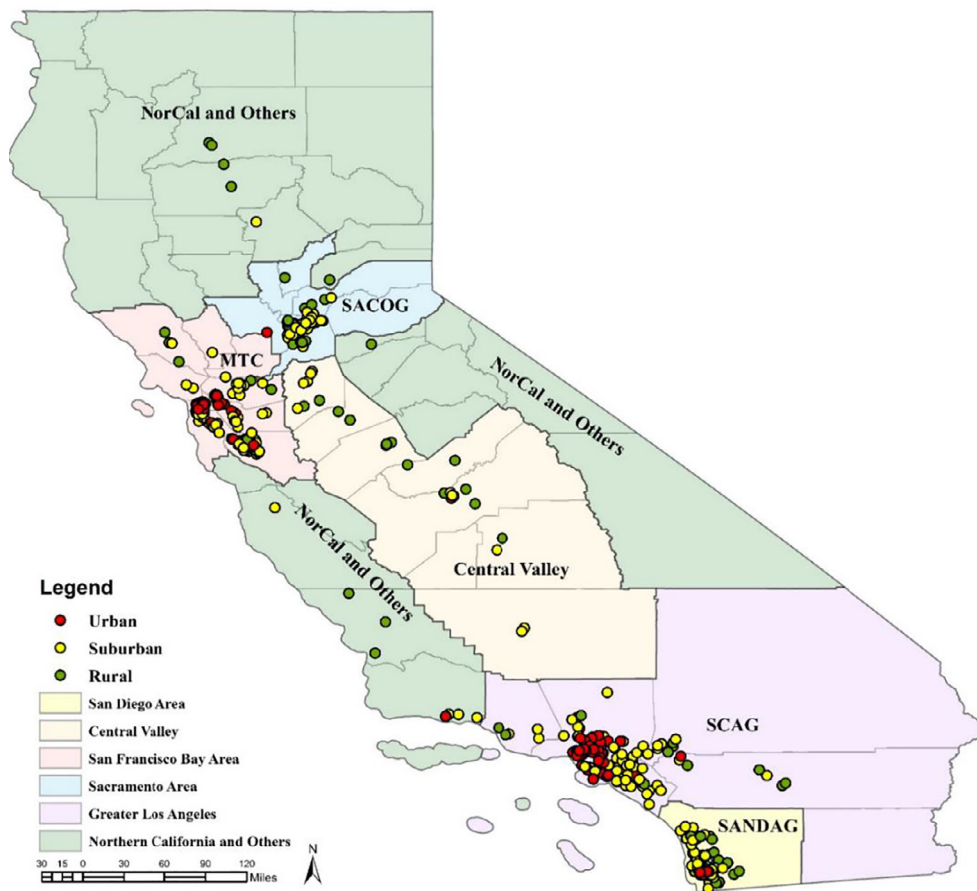 NorCal and Others
SACOG
MTC
NorCal and Others
NorCal and Others
Central Valley
SCAG
SANDAG
Legend
Urban
Suburban
Rural
San Diego Area
Central Valley
San Francisco Bay Area
Sacramento Area
Greater Los Angeles
Northern California and Others
30 15 0 30 60 90 120
Miles
N